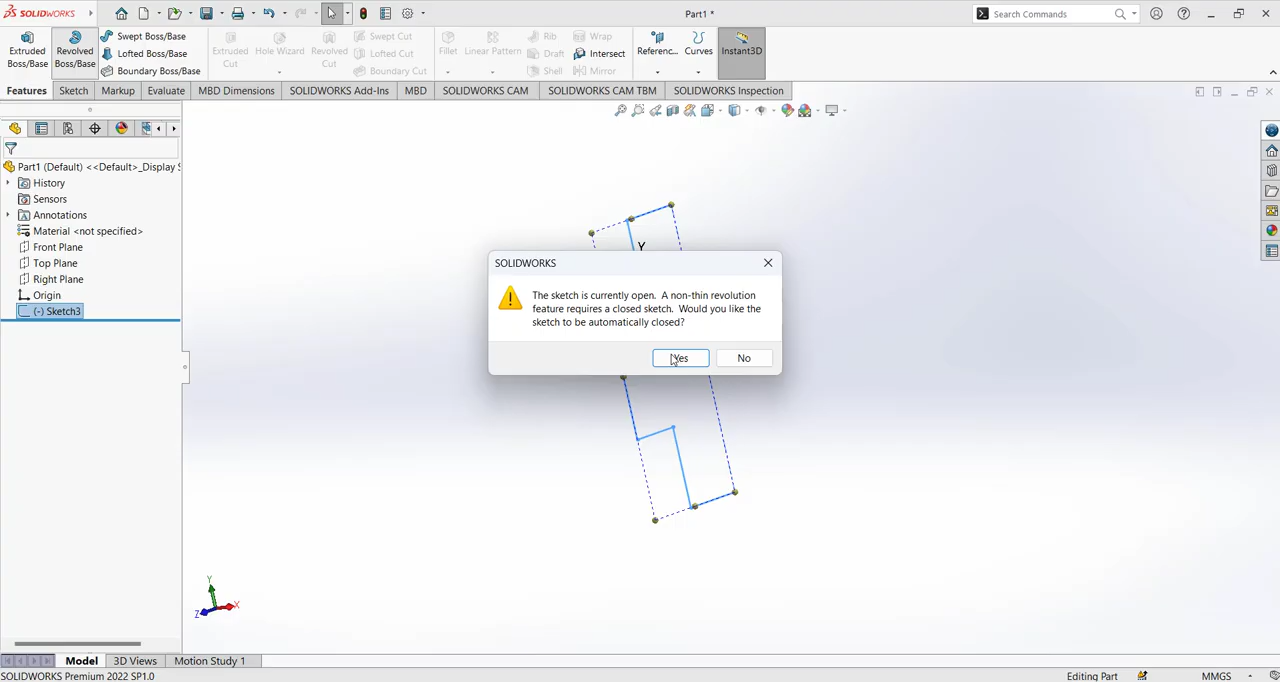 SOLIDWORKS
Part1 *
Search Commands
Extruded Boss/Base
Revolved Boss/Base
Swept Boss/Base
Lofted Boss/Base
Boundary Boss/Base
Extruded Cut
Hole Wizard
Revolved Cut
Swept Cut
Lofted Cut
Boundary Cut
Fillet
Linear Pattern
Rib
Draft
Shell
Wrap
Intersect
Mirror
Referenc...
Curves
Instant3D
Features
Sketch
Markup
Evaluate
MBD Dimensions
SOLIDWORKS Add-Ins
MBD
SOLIDWORKS CAM
SOLIDWORKS CAM TBM
SOLIDWORKS Inspection
Part1 (Default) <<Default>_Display S
History
Sensors
Annotations
Material <not specified>
Front Plane
Top Plane
Right Plane
Origin
(-) Sketch3
Y
SOLIDWORKS
The sketch is currently open. A non-thin revolution
feature requires a closed sketch. Would you like the
sketch to be automatically closed?
Yes
No
Y
X
Z
Model
3D Views
Motion Study 1
SOLIDWORKS Premium 2022 SP1.0
Editing Part
MMGS